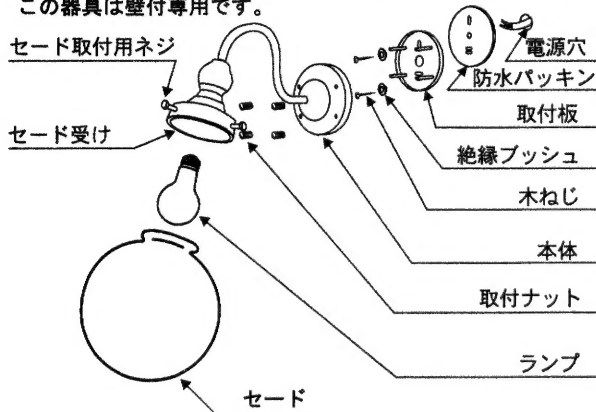 この器具は壁付専用です。
セード取付用ネジ
電源穴
防水パッキン
取付板
セード受け
絶縁ブッシュ
木ねじ
本体
取付ナット
ランプ
セード